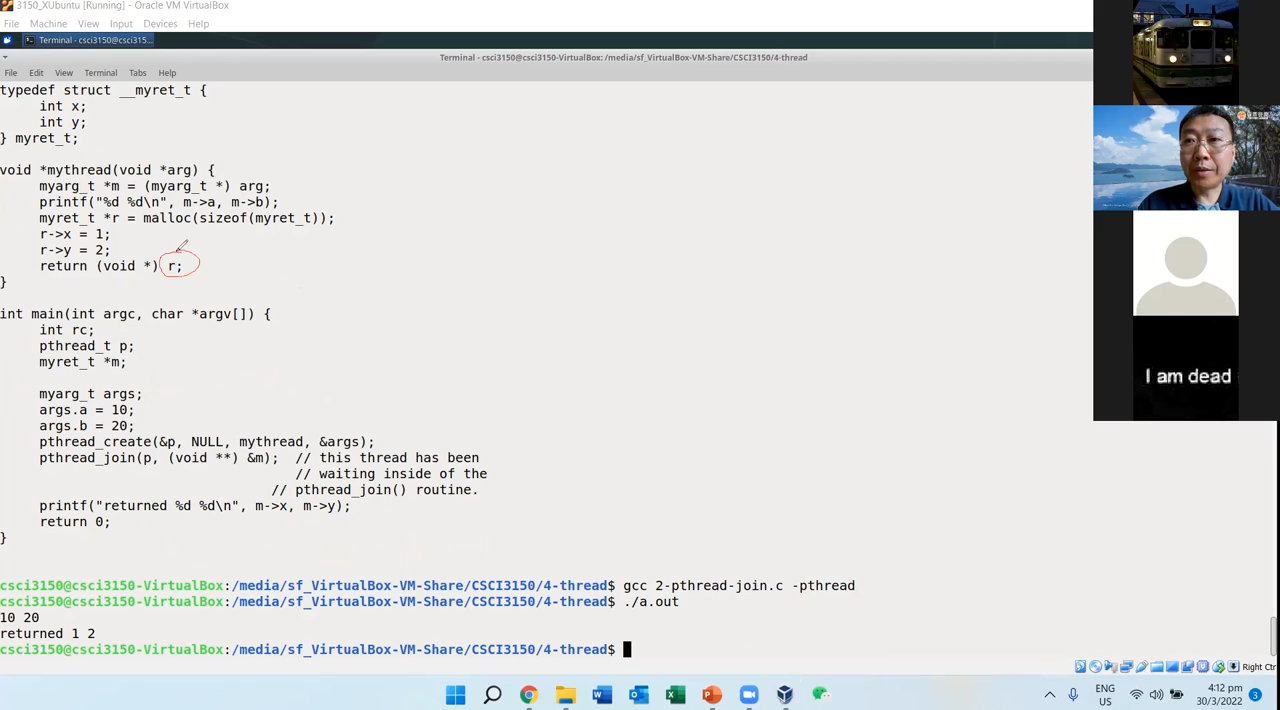 3150_XUbuntu [Running] - Oracle VM VirtualBox
File Machine View Input Devices Help
Terminal - csci3150@csci315...
Terminal - csci3150@csci3150-VirtualBox: /media/sf_VirtualBox-VM-Share/CSCI3150/4-thread
File Edit View Terminal Tabs Help
typedef struct __myret_t {
    int x;
    int y;
} myret_t;
void *mythread(void *arg) {
    myarg_t *m = (myarg_t *) arg;
    printf("%d %d\n", m->a, m->b);
    myret_t *r = malloc(sizeof(myret_t));
    r->x = 1;
    r->y = 2;
    return (void *) r;
}
int main(int argc, char *argv[]) {
    int rc;
    pthread_t p;
    myret_t *m;
    myarg_t args;
    args.a = 10;
    args.b = 20;
    pthread_create(&p, NULL, mythread, &args);
    pthread_join(p, (void **) &m);  // this thread has been
                                    // waiting inside of the
                                 // pthread_join() routine.
    printf("returned %d %d\n", m->x, m->y);
    return 0;
}
csci3150@csci3150-VirtualBox:/media/sf_VirtualBox-VM-Share/CSCI3150/4-thread$ gcc 2-pthread-join.c -pthread
csci3150@csci3150-VirtualBox:/media/sf_VirtualBox-VM-Share/CSCI3150/4-thread$ ./a.out
10 20
returned 1 2
csci3150@csci3150-VirtualBox:/media/sf_VirtualBox-VM-Share/CSCI3150/4-thread$
I am dead
Right Ctr
ENG
US
4:12 pm
30/3/2022
3